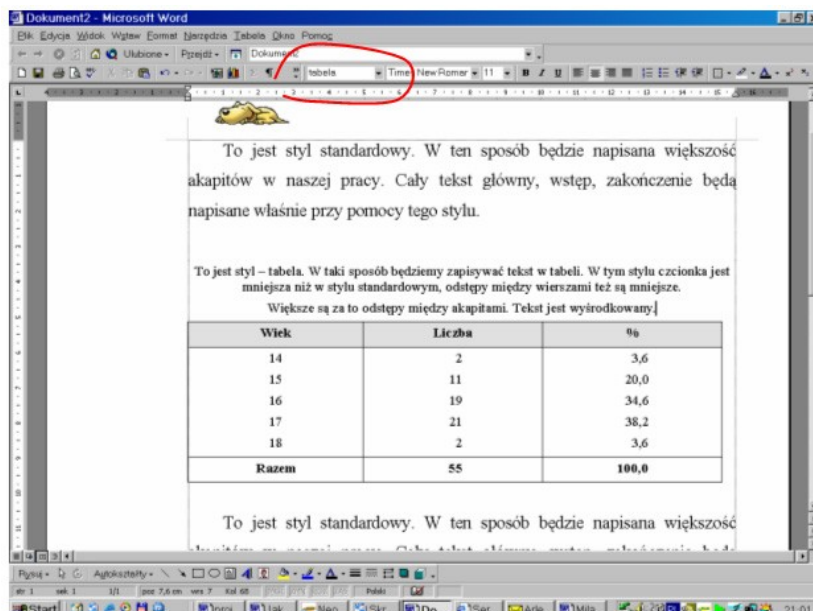 Dokument2 - Microsoft Word
Plik Edycja Widok Wstaw Format Narzędzia Tabela Okno Pomoc
Ulubione Przejdź Dokument2
tabela Times New Roman 11 B I U
To jest styl standardowy. W ten sposób będzie napisana większość
akapitów w naszej pracy. Cały tekst główny, wstęp, zakończenie będą
napisane właśnie przy pomocy tego stylu.
To jest styl – tabela. W taki sposób będziemy zapisywać tekst w tabeli. W tym stylu czcionka jest
mniejsza niż w stylu standardowym, odstępy między wierszami też są mniejsze.
Większe są za to odstępy między akapitami. Tekst jest wyśrodkowany.
Wiek Liczba %
14 2 3,6
15 11 20,0
16 19 34,6
17 21 38,2
18 2 3,6
Razem 55 100,0
To jest styl standardowy. W ten sposób będzie napisana większość
Rysuj Autokształty
str 1 sek 1 1/1 poz 7,6 cm wrs 7 Kol 68 Polski
Start 21:01